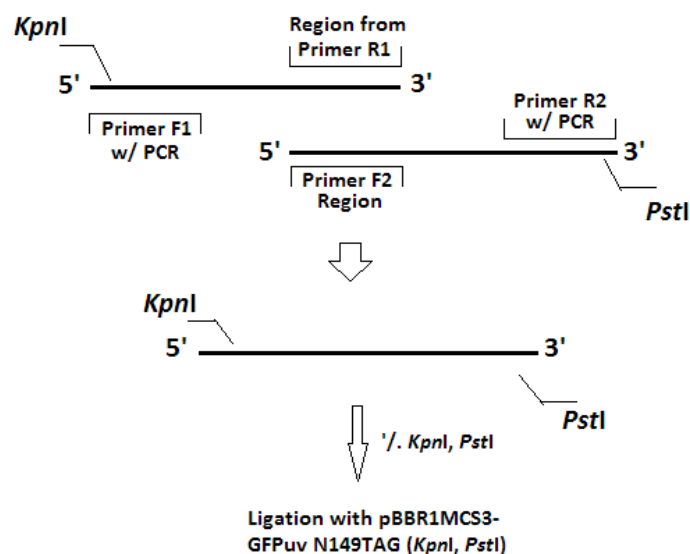 KpnI
Region from
Primer R1
5'
3'
Primer F1
w/ PCR
Primer R2
w/ PCR
5'
3'
Primer F2
Region
PstI
KpnI
5'
3'
PstI
'/. KpnI, PstI
Ligation with pBBR1MCS3-
GFPuv N149TAG (KpnI, PstI)